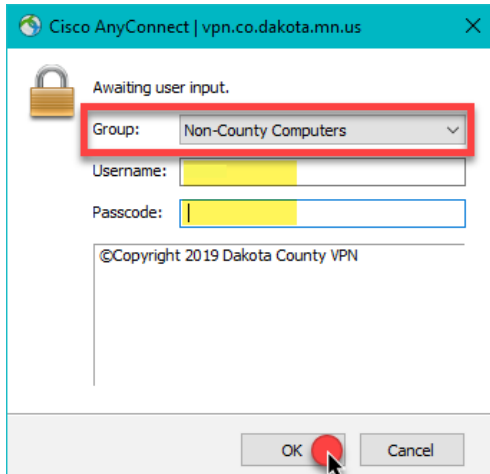 Cisco AnyConnect | vpn.co.dakota.mn.us
Awaiting user input.
Group: Non-County Computers
Username:
Passcode:
©Copyright 2019 Dakota County VPN
OK Cancel